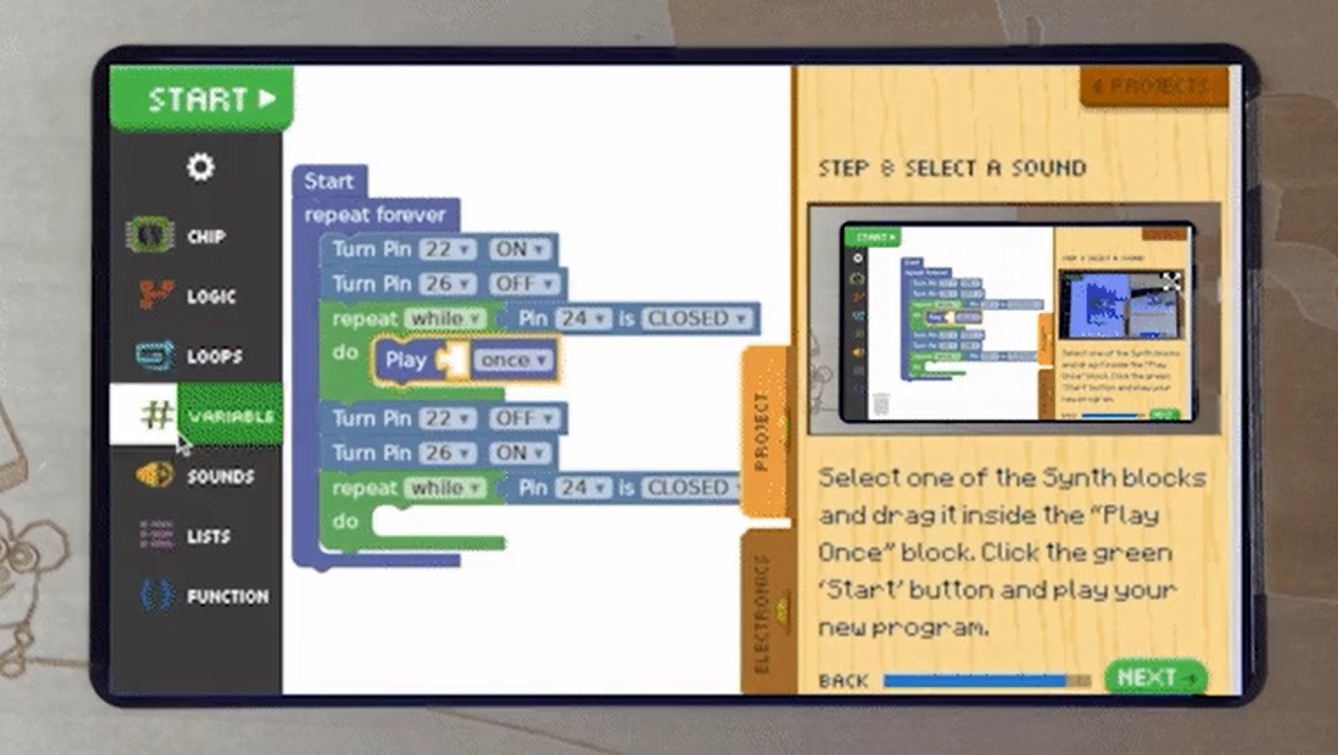 START
CHIP
LOGIC
LOOPS
VARIABLE
SOUNDS
LISTS
FUNCTION
Start
repeat forever
Turn Pin 22 ON
Turn Pin 26 OFF
repeat while Pin 24 is CLOSED
do Play once
Turn Pin 22 OFF
Turn Pin 26 ON
repeat while Pin 24 is CLOSED
do
PROJECT
ELECTRONICS
PROJECTS
STEP 8 SELECT A SOUND
Select one of the Synth blocks
and drag it inside the "Play
Once" block. Click the green
'Start' button and play your
new program.
BACK
NEXT